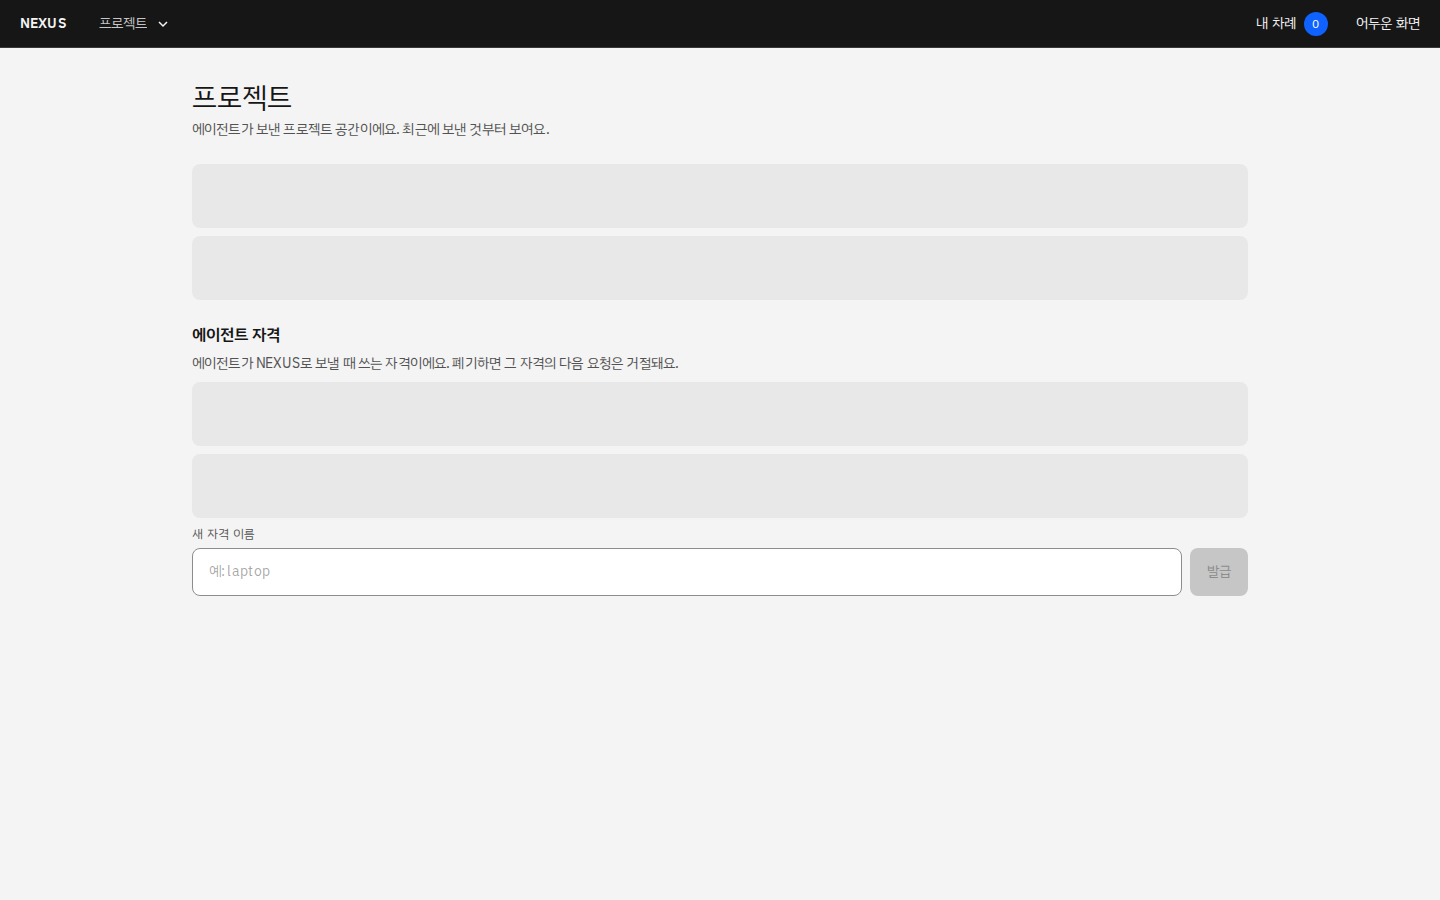 NEXUS 프로젝트 내 차례 0 어두운 화면
프로젝트
에이전트가 보낸 프로젝트 공간이에요. 최근에 보낸 것부터 보여요.
에이전트 자격
에이전트가 NEXUS로 보낼 때 쓰는 자격이에요. 폐기하면 그 자격의 다음 요청은 거절돼요.
새 자격 이름
예: laptop 발급